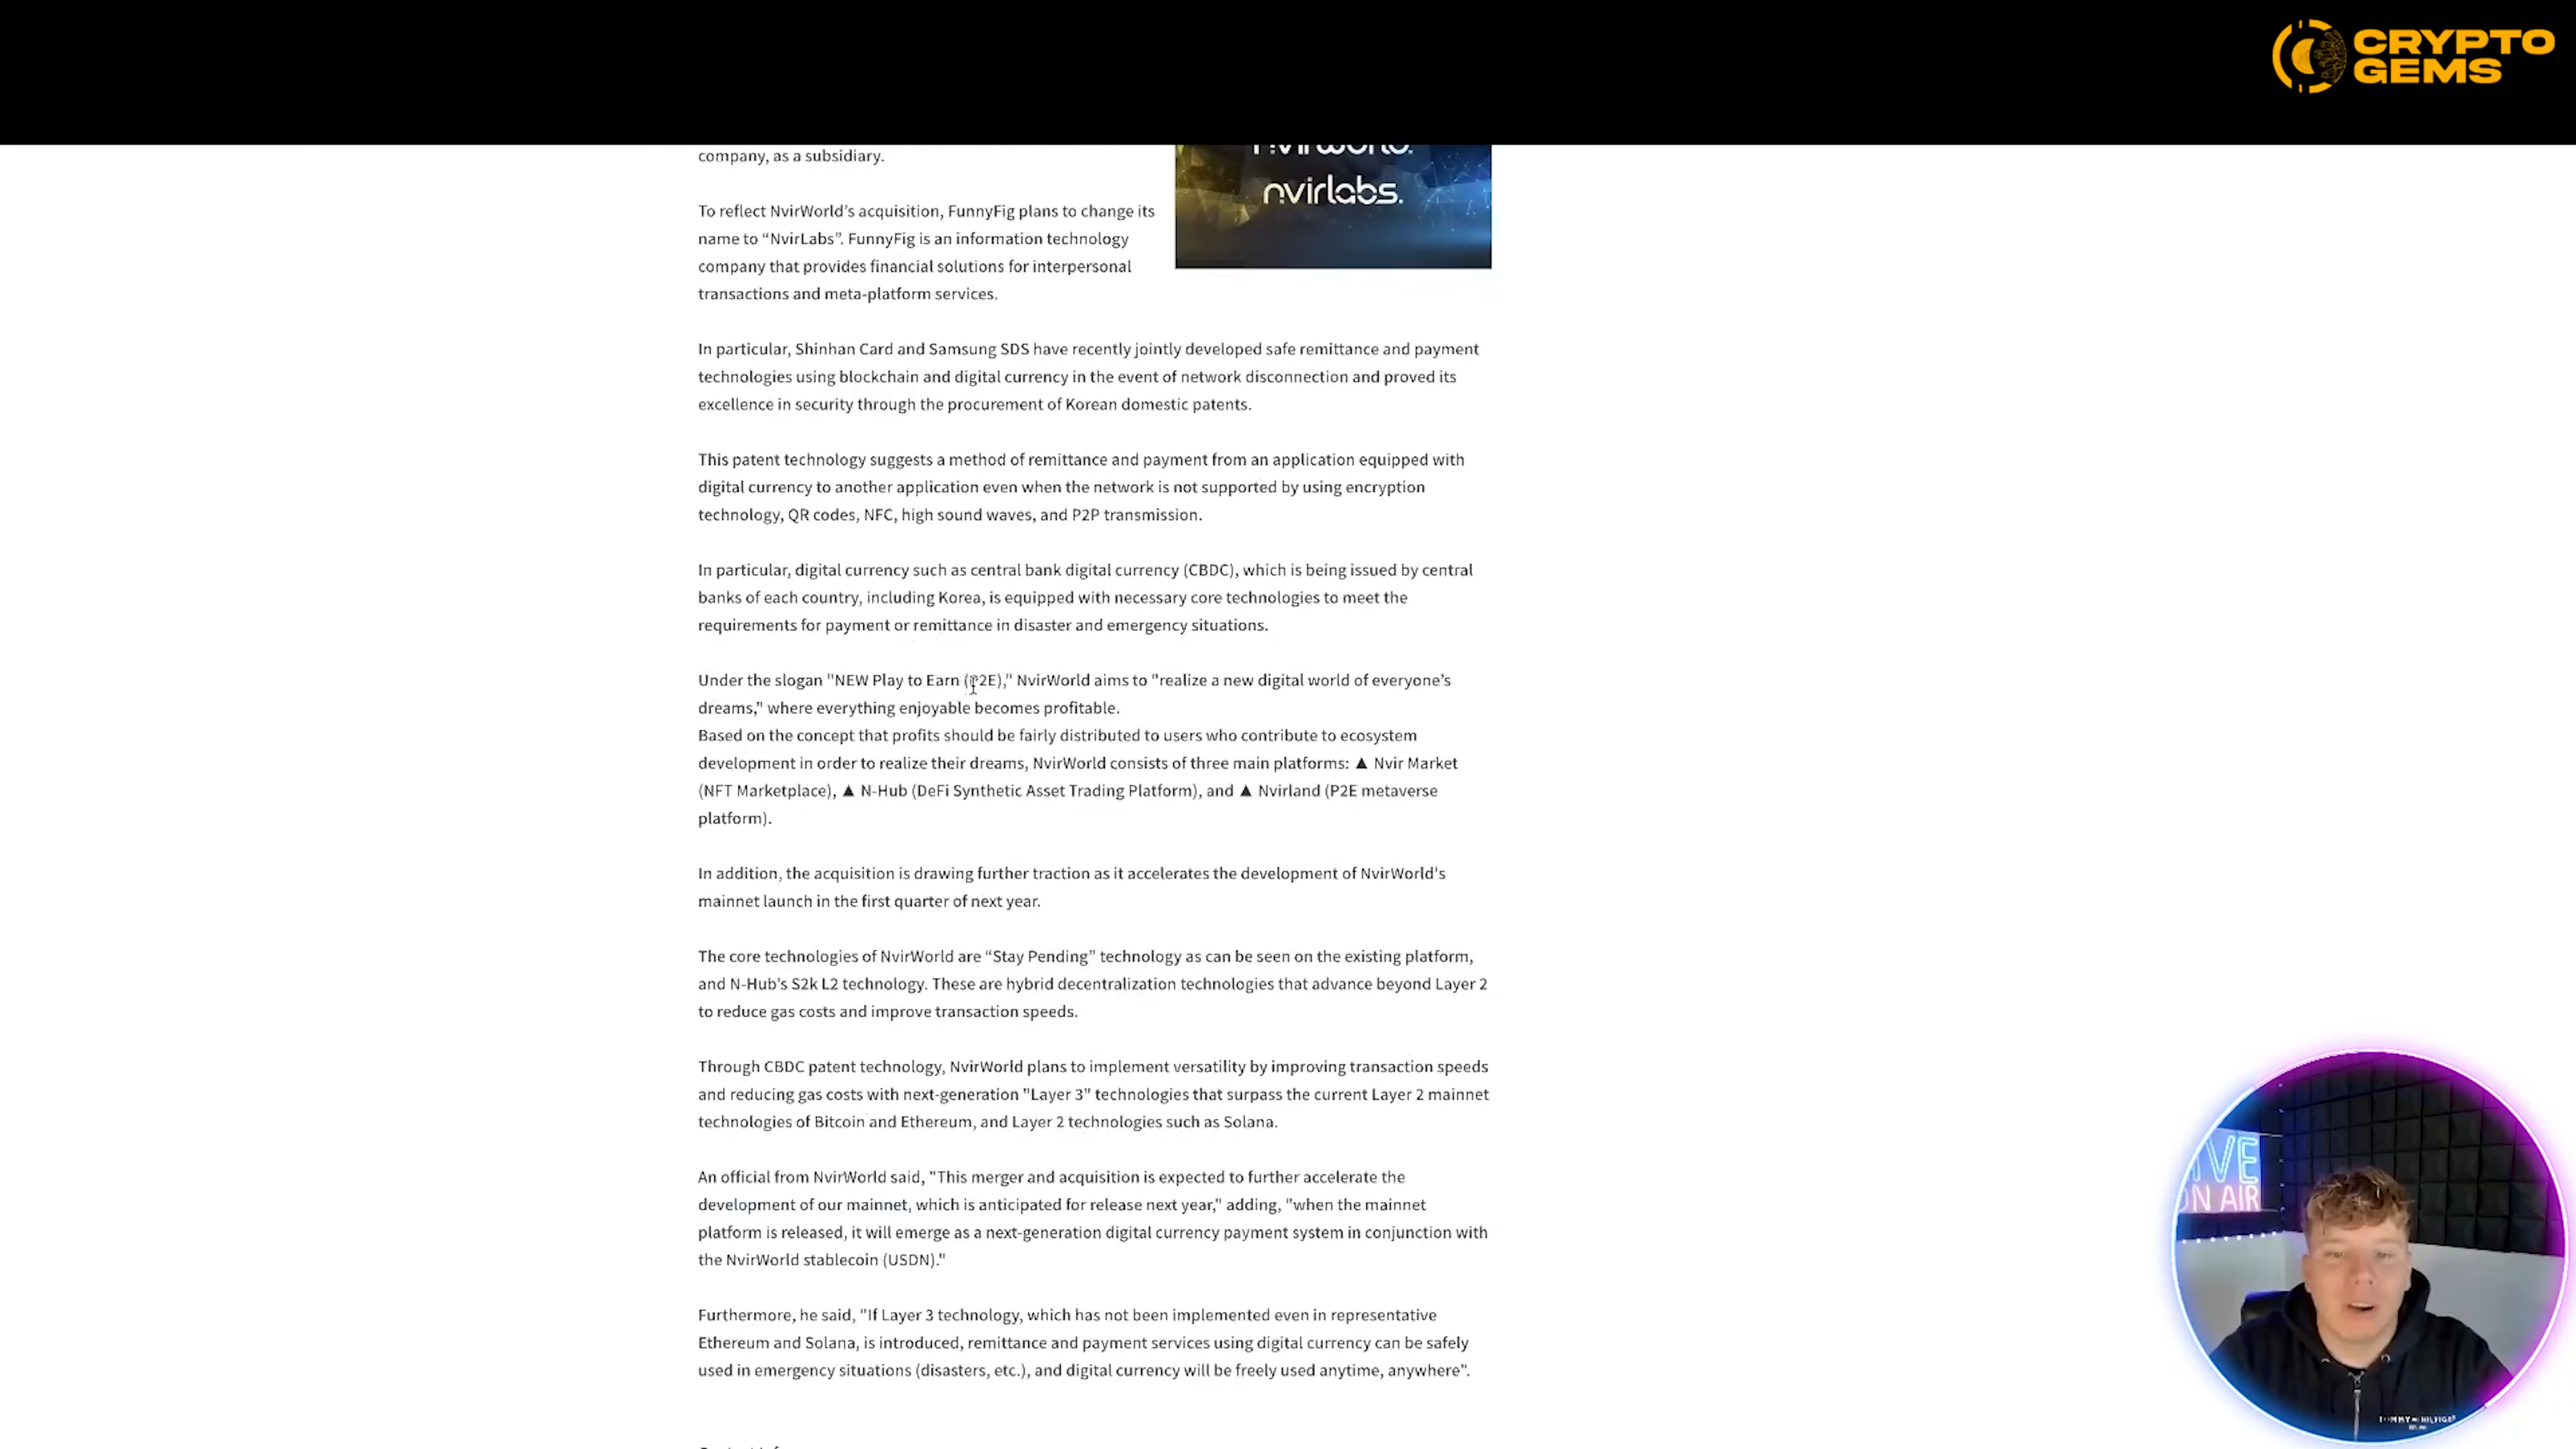 CRYPTO
GEMS
company, as a subsidiary.
nvirworld.
nvirlabs.
To reflect NvirWorld's acquisition, FunnyFig plans to change its
name to “NvirLabs”. FunnyFig is an information technology
company that provides financial solutions for interpersonal
transactions and meta-platform services.
In particular, Shinhan Card and Samsung SDS have recently jointly developed safe remittance and payment
technologies using blockchain and digital currency in the event of network disconnection and proved its
excellence in security through the procurement of Korean domestic patents.
This patent technology suggests a method of remittance and payment from an application equipped with
digital currency to another application even when the network is not supported by using encryption
technology, QR codes, NFC, high sound waves, and P2P transmission.
In particular, digital currency such as central bank digital currency (CBDC), which is being issued by central
banks of each country, including Korea, is equipped with necessary core technologies to meet the
requirements for payment or remittance in disaster and emergency situations.
Under the slogan "NEW Play to Earn (P2E)," NvirWorld aims to "realize a new digital world of everyone's
dreams," where everything enjoyable becomes profitable.
Based on the concept that profits should be fairly distributed to users who contribute to ecosystem
development in order to realize their dreams, NvirWorld consists of three main platforms: ▲ Nvir Market
(NFT Marketplace), ▲ N-Hub (DeFi Synthetic Asset Trading Platform), and ▲ Nvirland (P2E metaverse
platform).
In addition, the acquisition is drawing further traction as it accelerates the development of NvirWorld's
mainnet launch in the first quarter of next year.
The core technologies of NvirWorld are “Stay Pending” technology as can be seen on the existing platform,
and N-Hub's S2k L2 technology. These are hybrid decentralization technologies that advance beyond Layer 2
to reduce gas costs and improve transaction speeds.
Through CBDC patent technology, NvirWorld plans to implement versatility by improving transaction speeds
and reducing gas costs with next-generation "Layer 3" technologies that surpass the current Layer 2 mainnet
technologies of Bitcoin and Ethereum, and Layer 2 technologies such as Solana.
An official from NvirWorld said, "This merger and acquisition is expected to further accelerate the
development of our mainnet, which is anticipated for release next year," adding, "when the mainnet
platform is released, it will emerge as a next-generation digital currency payment system in conjunction with
the NvirWorld stablecoin (USDN)."
Furthermore, he said, "If Layer 3 technology, which has not been implemented even in representative
Ethereum and Solana, is introduced, remittance and payment services using digital currency can be safely
used in emergency situations (disasters, etc.), and digital currency will be freely used anytime, anywhere".
IVE
ON AIR
TOMMY HILFIGER